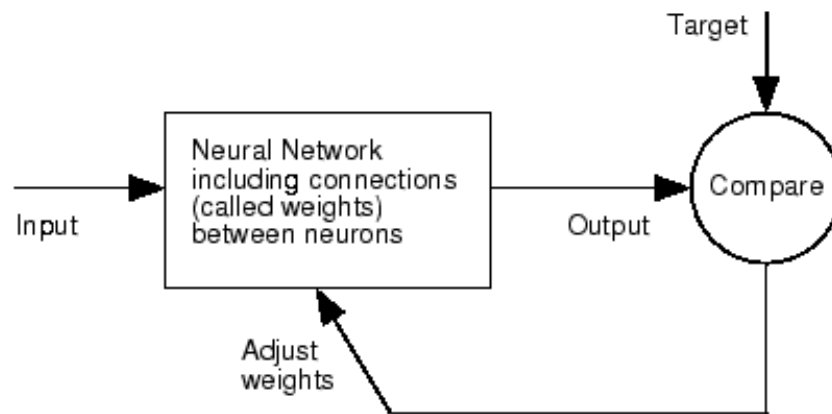 Target
Neural Network
including connections
(called weights)
between neurons
Compare
Input
Output
Adjust
weights